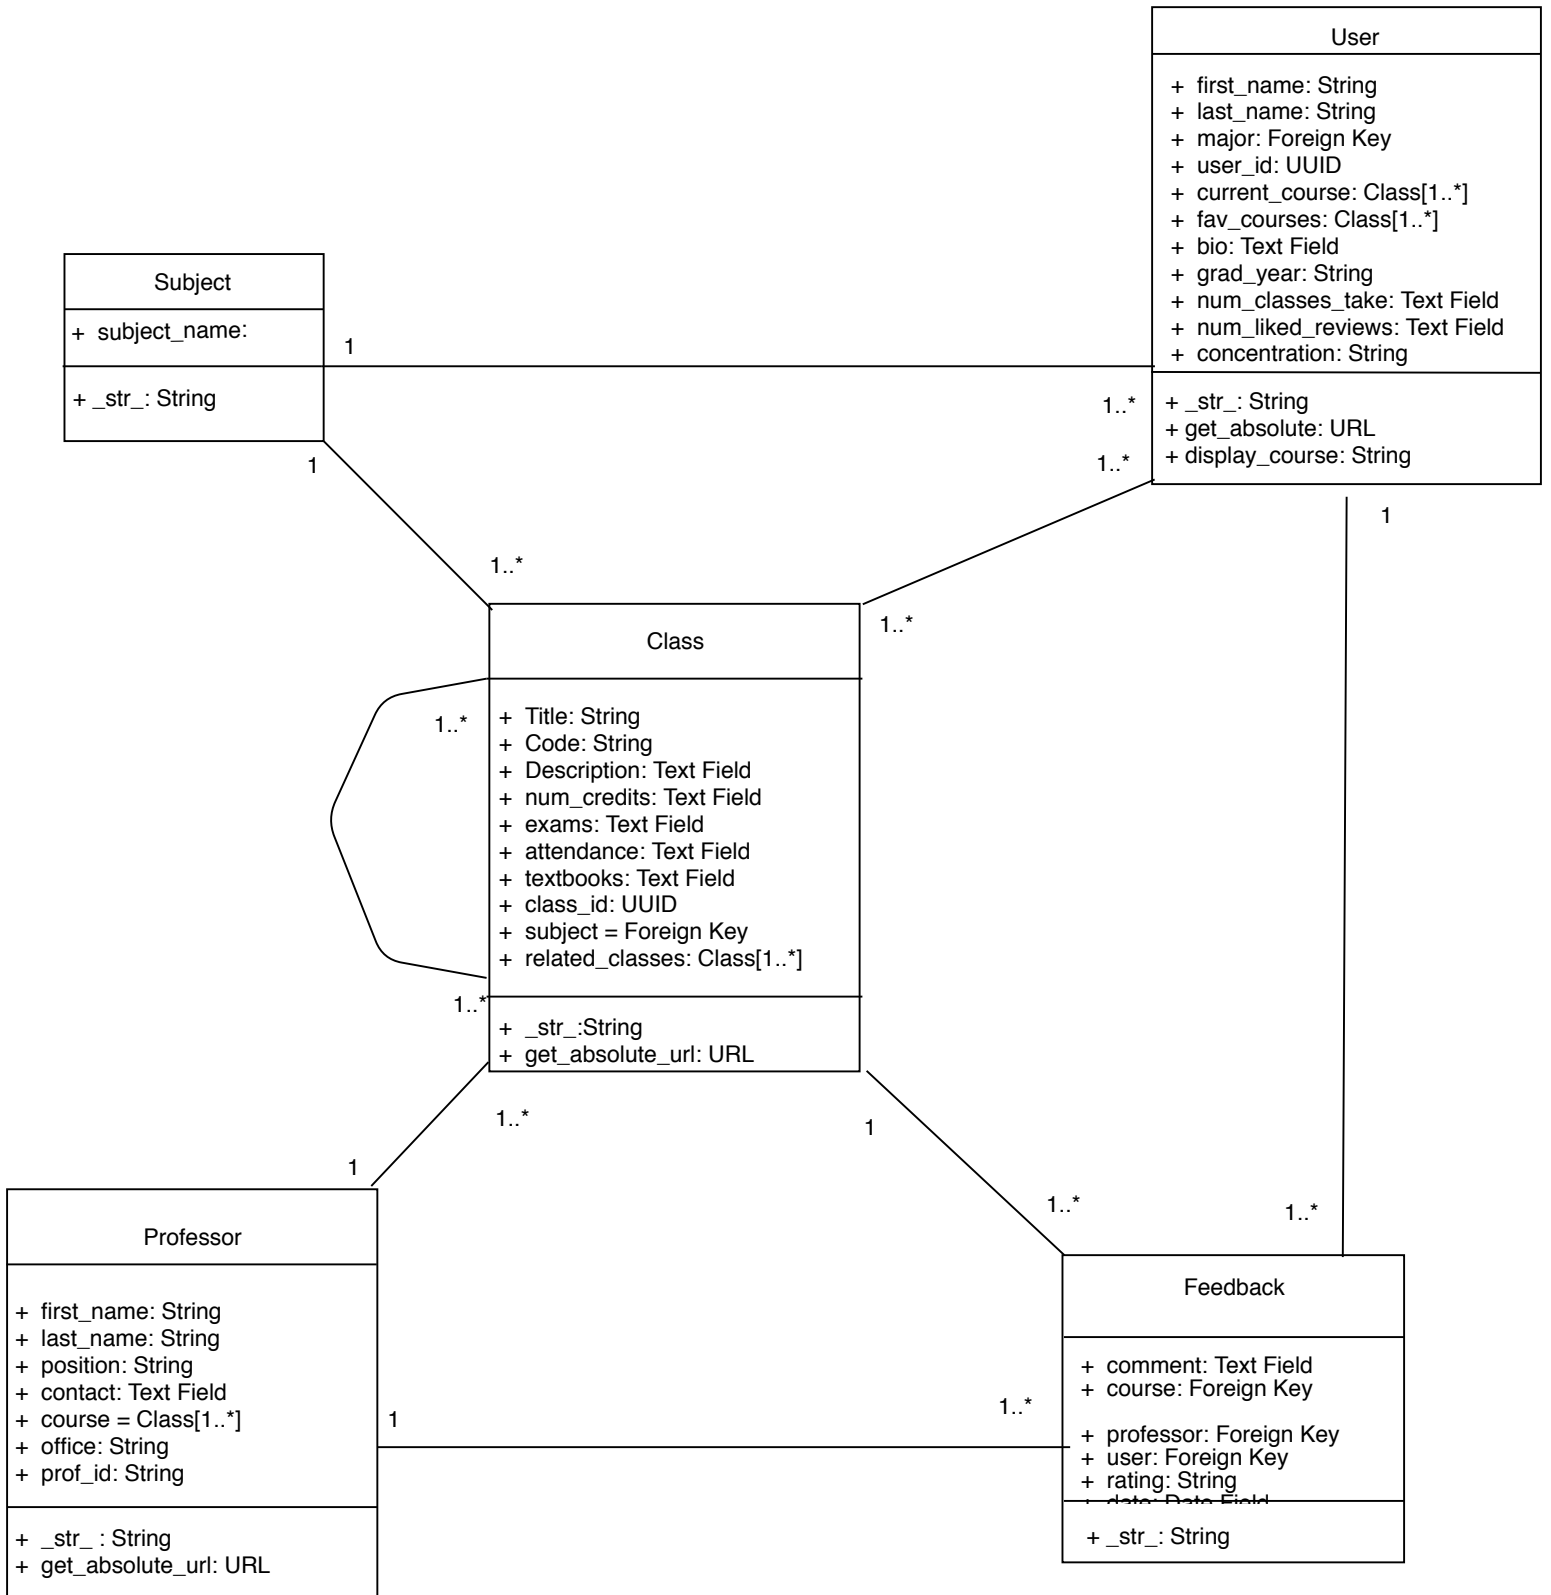 User
+ first_name: String
+ last_name: String
+ major: Foreign Key
+ user_id: UUID
+ current_course: Class[1..*]
+ fav_courses: Class[1..*]
+ bio: Text Field
+ grad_year: String
+ num_classes_take: Text Field
+ num_liked_reviews: Text Field
+ concentration: String
+ _str_: String
+ get_absolute: URL
+ display_course: String
Subject
+ subject_name:
+ _str_: String
1
1..*
1
1..*
1..*
1..*
1
Class
+ Title: String
+ Code: String
+ Description: Text Field
+ num_credits: Text Field
+ exams: Text Field
+ attendance: Text Field
+ textbooks: Text Field
+ class_id: UUID
+ subject = Foreign Key
+ related_classes: Class[1..*]
+ _str_:String
+ get_absolute_url: URL
1..*
1..*
1..*
1
1
1..*
1..*
Professor
+ first_name: String
+ last_name: String
+ position: String
+ contact: Text Field
+ course = Class[1..*]
+ office: String
+ prof_id: String
+ _str_ : String
+ get_absolute_url: URL
1
1..*
Feedback
+ comment: Text Field
+ course: Foreign Key
+ professor: Foreign Key
+ user: Foreign Key
+ rating: String
+ date: Date Field
+ _str_: String